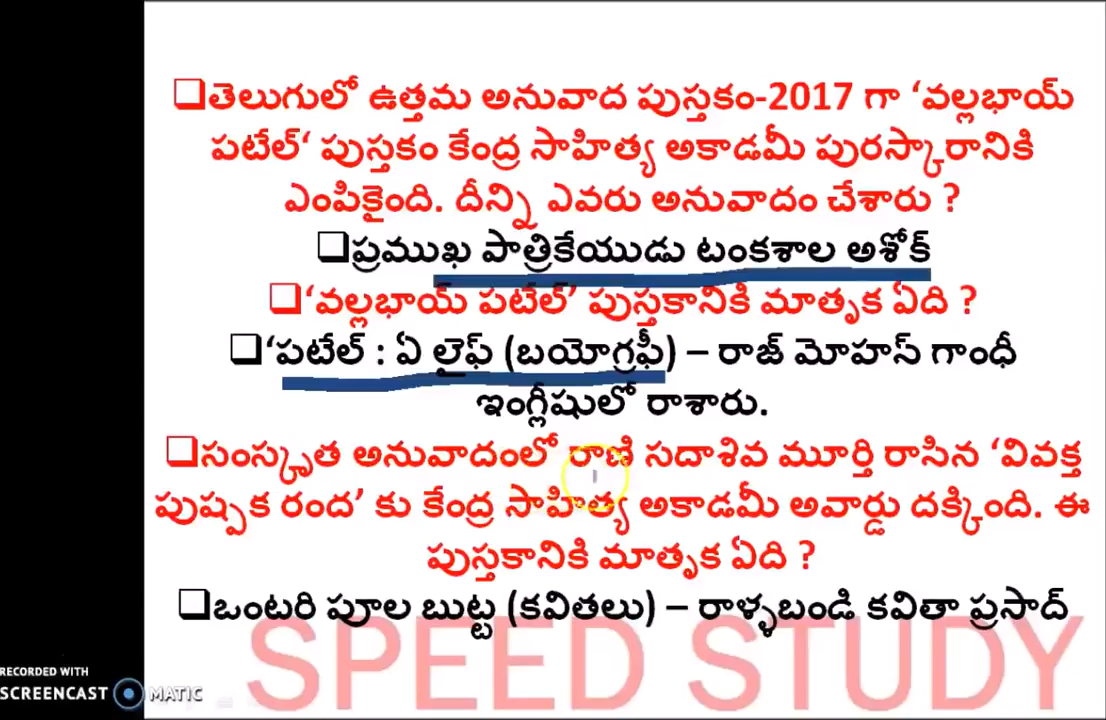 ❑తెలుగులో ఉత్తమ అనువాద పుస్తకం-2017 గా ‘వల్లభాయ్
పటేల్‘ పుస్తకం కేంద్ర సాహిత్య అకాడమీ పురస్కారానికి
ఎంపికైంది. దీన్ని ఎవరు అనువాదం చేశారు ?
❑ప్రముఖ పాత్రికేయుడు టంకశాల అశోక్
❑‘వల్లభాయ్ పటేల్’ పుస్తకానికి మాతృక ఏది ?
❑‘పటేల్ : ఏ లైఫ్ (బయోగ్రఫీ) – రాజ్ మోహన్ గాంధీ
ఇంగ్లీషులో రాశారు.
❑సంస్కృత అనువాదంలో రాణి సదాశివ మూర్తి రాసిన ‘వివక్త
పుష్పక రంద’ కు కేంద్ర సాహిత్య అకాడమీ అవార్డు దక్కింది. ఈ
పుస్తకానికి మాతృక ఏది ?
❑ఒంటరి పూల బుట్ట (కవితలు) – రాళ్ళబండి కవితా ప్రసాద్
SPEED STUDY
RECORDED WITH
SCREENCAST MATIC